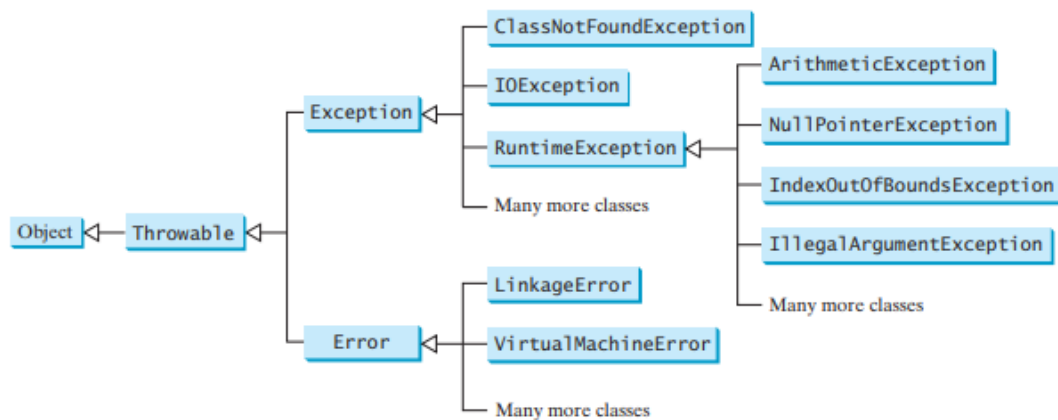 ClassNotFoundException
ArithmeticException
IOException
Exception
NullPointerException
RuntimeException
IndexOutOfBoundsException
Many more classes
Object
Throwable
IllegalArgumentException
LinkageError
Many more classes
Error
VirtualMachineError
Many more classes